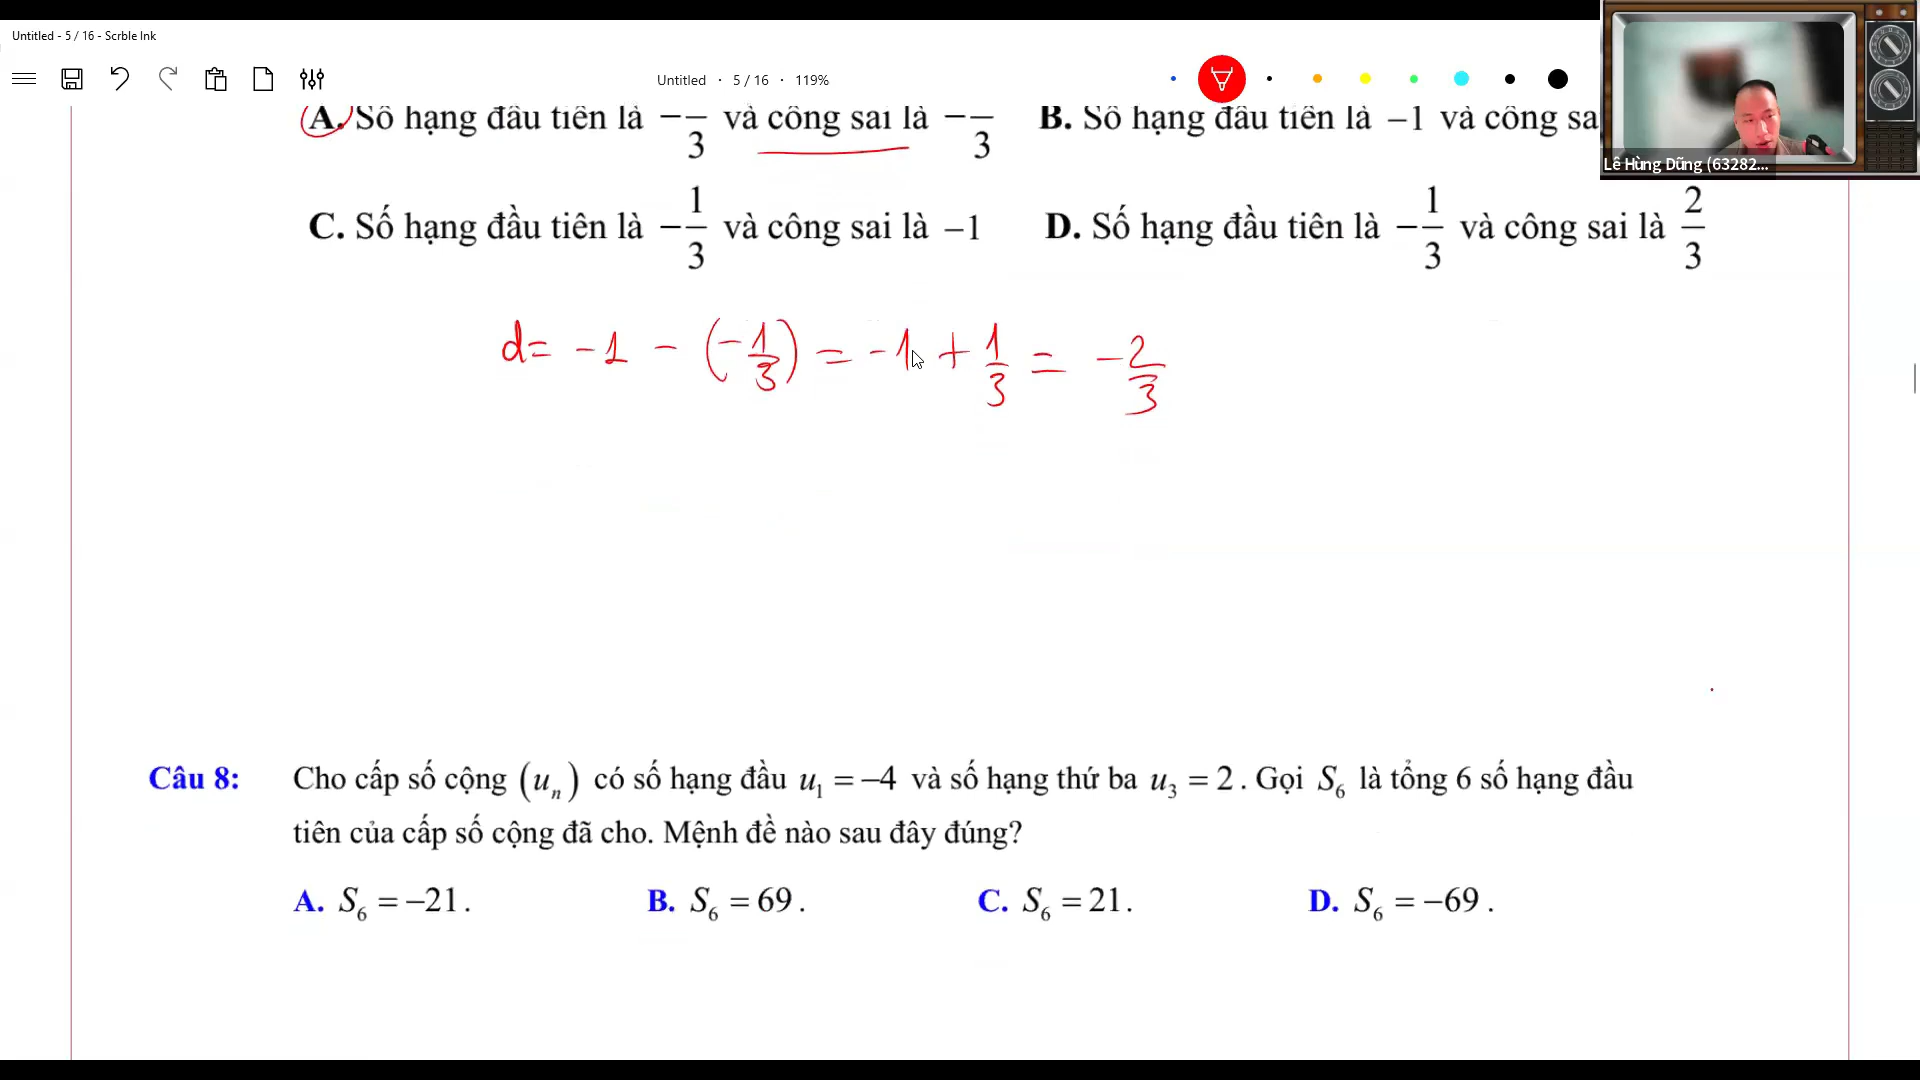 Untitled - 5 / 16 - Scrble Ink
Untitled · 5 / 16 · 119%
Lê Hùng Dũng (63282...
A. Số hạng đầu tiên là −/3 và công sai là −/3 B. Số hạng đầu tiên là −1 và công sa
C. Số hạng đầu tiên là −1/3 và công sai là −1 D. Số hạng đầu tiên là −1/3 và công sai là 2/3
d = -1 - (-1/3) = -1 + 1/3 = -2/3
Câu 8: Cho cấp số cộng (uₙ) có số hạng đầu u₁ = −4 và số hạng thứ ba u₃ = 2. Gọi S₆ là tổng 6 số hạng đầu
tiên của cấp số cộng đã cho. Mệnh đề nào sau đây đúng?
A. S₆ = −21. B. S₆ = 69. C. S₆ = 21. D. S₆ = −69.